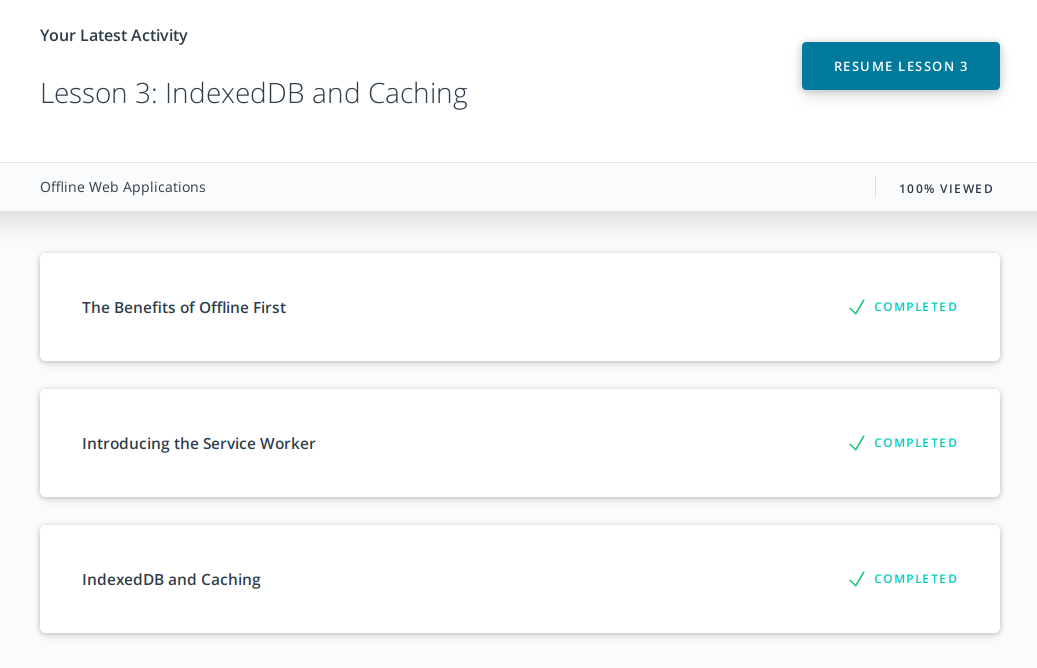 Your Latest Activity
RESUME LESSON 3
Lesson 3: IndexedDB and Caching
Offline Web Applications
100% VIEWED
The Benefits of Offline First
COMPLETED
Introducing the Service Worker
COMPLETED
IndexedDB and Caching
COMPLETED